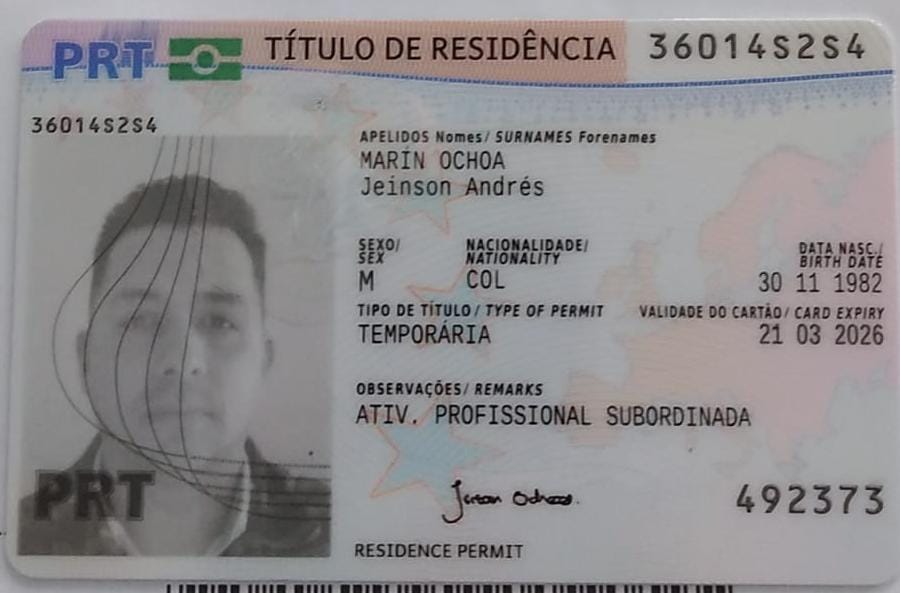 PRT TÍTULO DE RESIDÊNCIA 36014S2S4
36014S2S4
APELIDOS Nomes/ SURNAMES Forenames
MARÍN OCHOA
Jeinson Andrés
SEXO/ NACIONALIDADE/ DATA NASC./
SEX NATIONALITY BIRTH DATE
M COL 30 11 1982
TIPO DE TÍTULO / TYPE OF PERMIT VALIDADE DO CARTÃO/ CARD EXPIRY
TEMPORÁRIA 21 03 2026
OBSERVAÇÕES/ REMARKS
ATIV. PROFISSIONAL SUBORDINADA
PRT 492373
RESIDENCE PERMIT